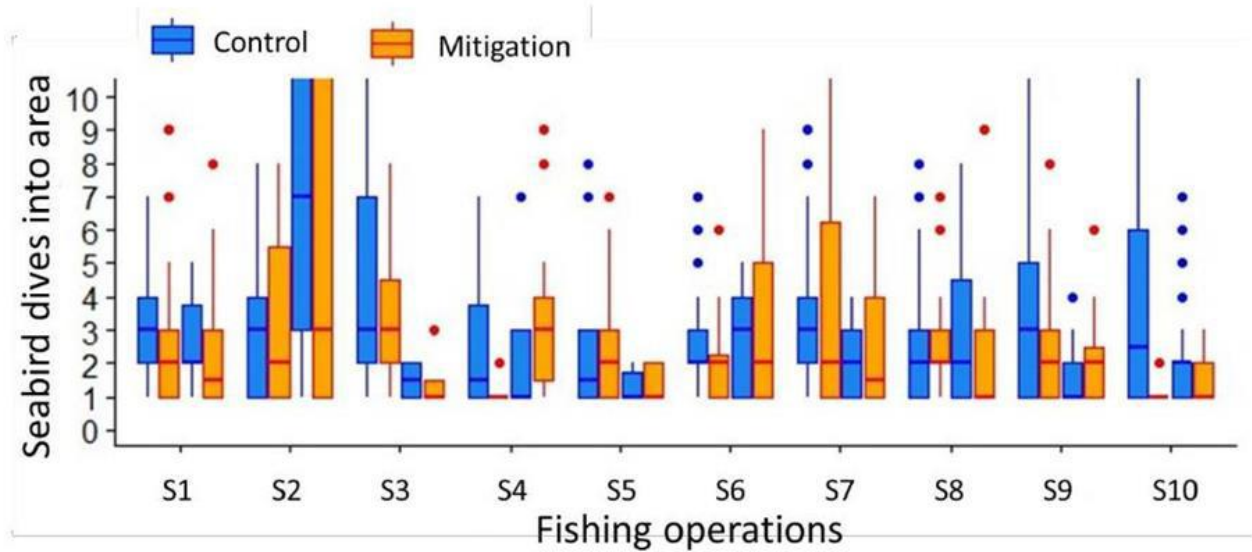 Control
Mitigation
Seabird dives into area
10
9
8
7
6
5
4
3
2
1
0
S1 S2 S3 S4 S5 S6 S7 S8 S9 S10
Fishing operations